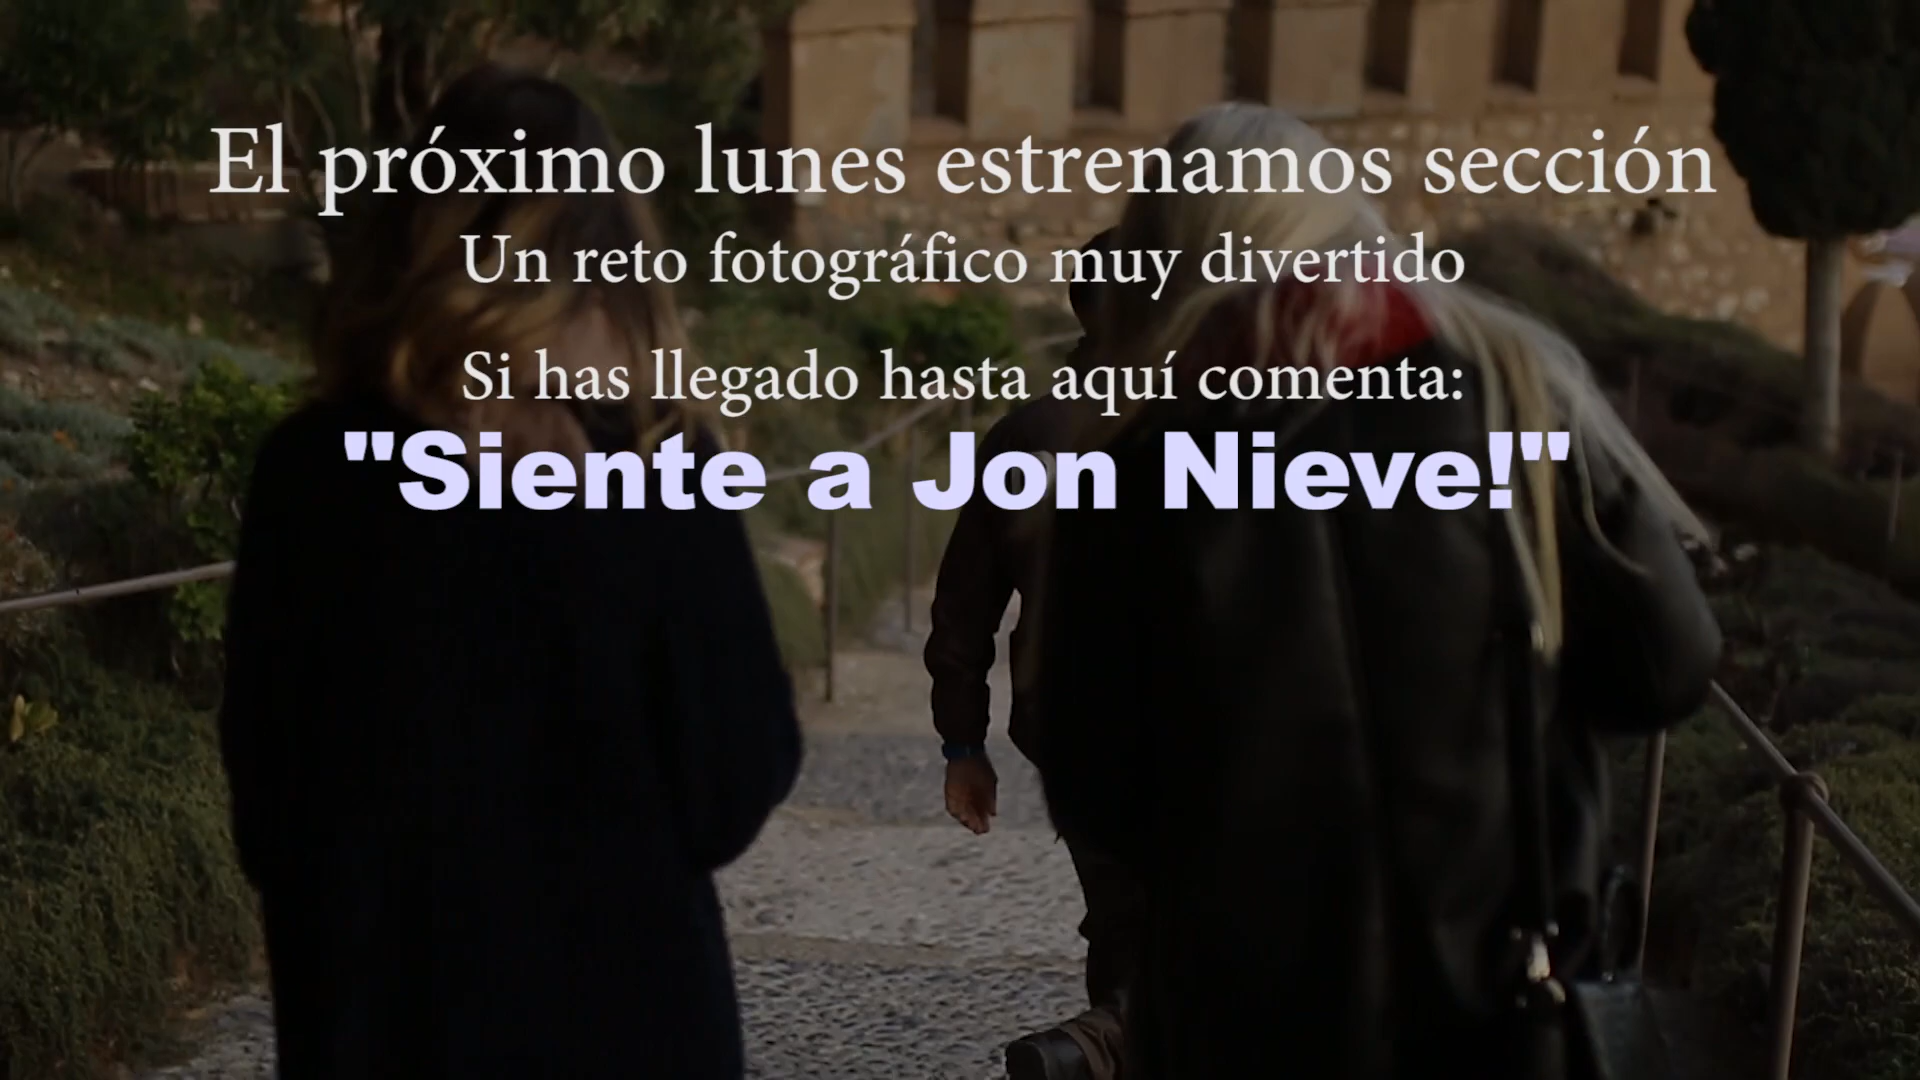 El próximo lunes estrenamos sección
Un reto fotográfico muy divertido
Si has llegado hasta aquí comenta:
"Siente a Jon Nieve!"